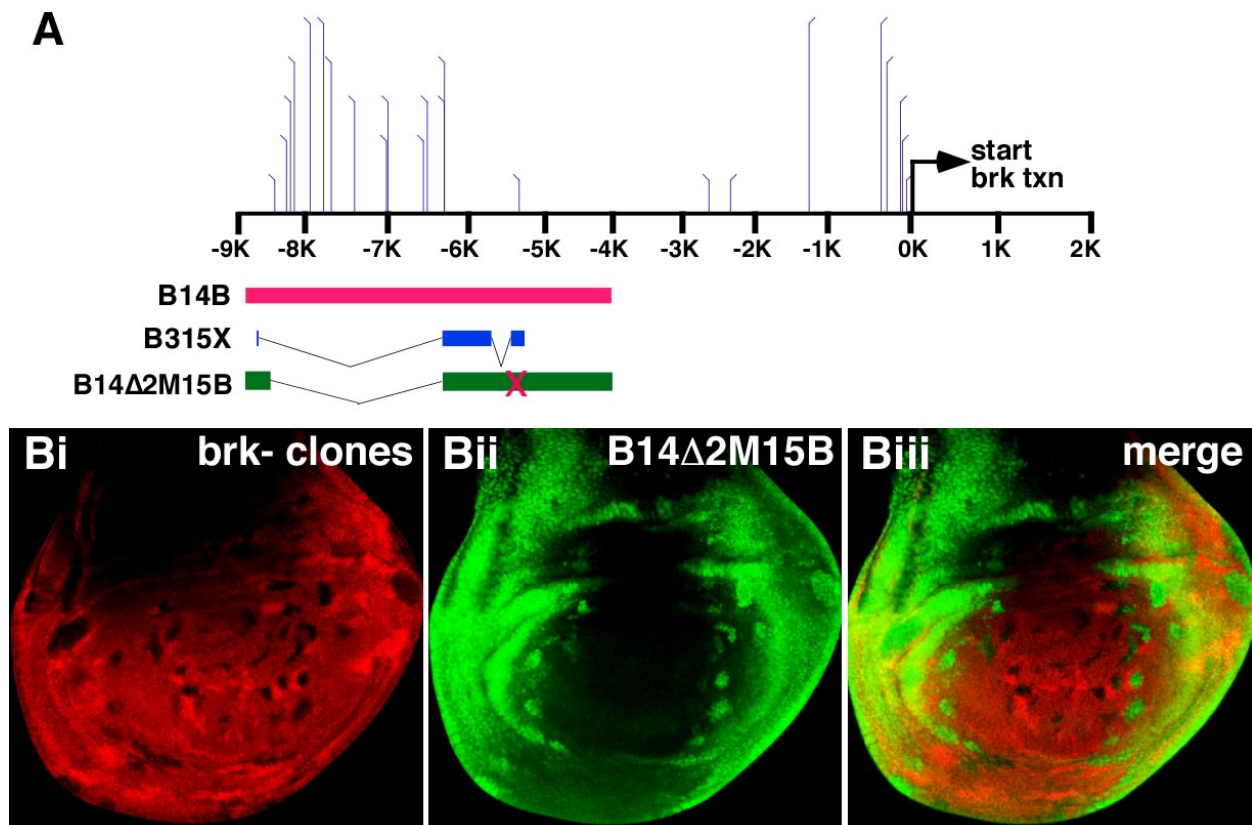 A
start
brk txn
-9K -8K -7K -6K -5K -4K -3K -2K -1K 0K 1K 2K
B14B
B315X
B14Δ2M15B
X
Bi brk- clones
Bii B14Δ2M15B
Biii merge